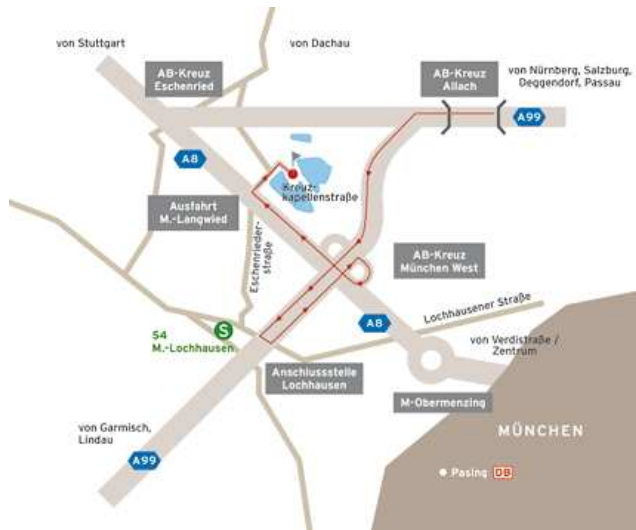 von Stuttgart
von Dachau
AB-Kreuz
Eschenried
AB-Kreuz
Allach
von Nürnberg, Salzburg,
Deggendorf, Passau
A99
A8
Kreuz-
kapellenstraße
Ausfahrt
M.-Langwied
Eschenrieder-
straße
AB-Kreuz
München West
Lochhausener Straße
S
S4
M.-Lochhausen
A8
von Verdistraße /
Zentrum
Anschlussstelle
Lochhausen
M-Obermenzing
von Garmisch,
Lindau
MÜNCHEN
A99
Pasing DB